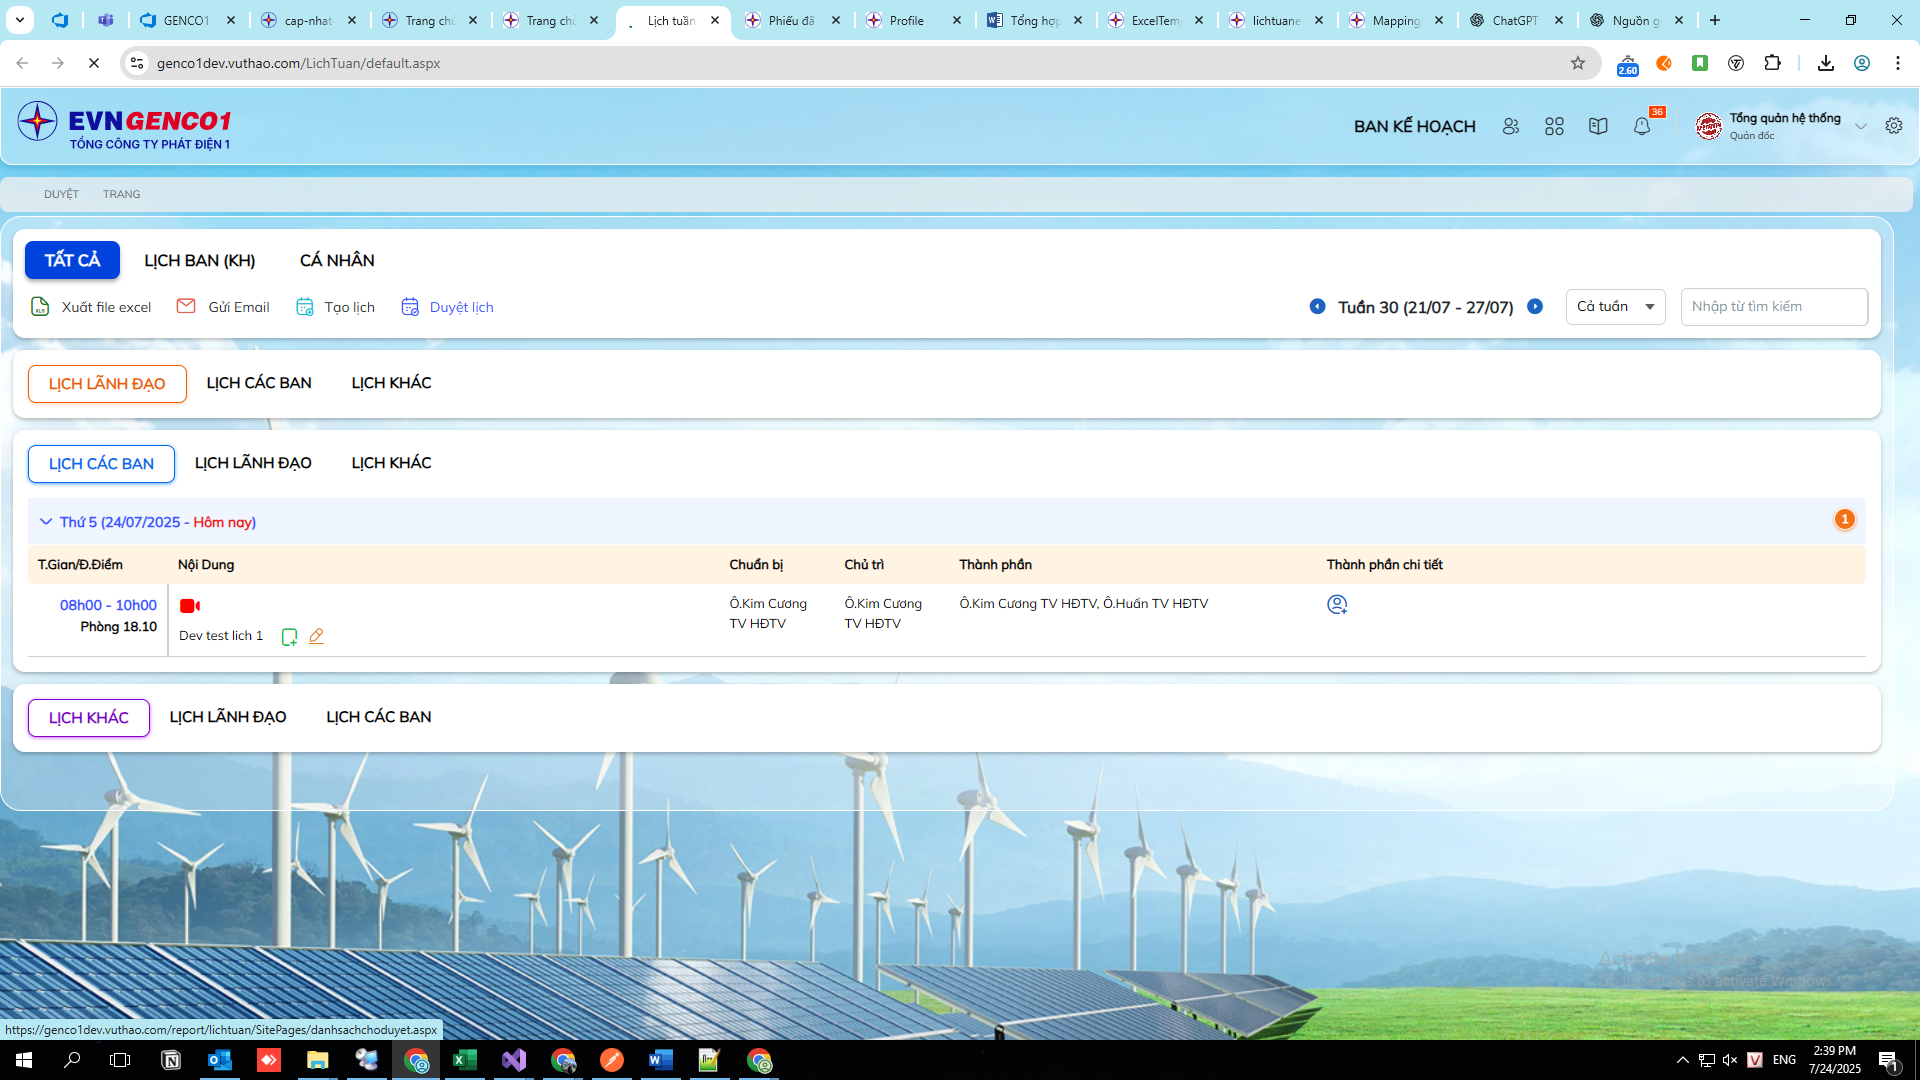 GENCO1
cap-nhat-
Trang chủ
Trang chủ
Lịch tuần
Phiếu đă
Profile
Tổng hợp
ExcelTem
lichtuan
Mapping
ChatGPT
Nguồn g
genco1dev.vuthao.com/LichTuan/default.aspx
2.60
EVNGENCO1
TỔNG CÔNG TY PHÁT ĐIỆN 1
BAN KẾ HOẠCH
36
Tổng quản hệ thống
Quản đốc
DUYỆT TRANG
TẤT CẢ LỊCH BAN (KH) CÁ NHÂN
Xuất file excel Gửi Email Tạo lịch Duyệt lịch
Tuần 30 (21/07 - 27/07) Cả tuần Nhập từ tìm kiếm
LỊCH LÃNH ĐẠO LỊCH CÁC BAN LỊCH KHÁC
LỊCH CÁC BAN LỊCH LÃNH ĐẠO LỊCH KHÁC
Thứ 5 (24/07/2025 - Hôm nay) 1
T.Gian/Đ.Điểm Nội Dung Chuẩn bị Chủ trì Thành phần Thành phần chi tiết
08h00 - 10h00
Phòng 18.10
Dev test lich 1
Ô.Kim Cương
TV HĐTV
Ô.Kim Cương
TV HĐTV
Ô.Kim Cương TV HĐTV, Ô.Huấn TV HĐTV
LỊCH KHÁC LỊCH LÃNH ĐẠO LỊCH CÁC BAN
to activate Windows.
https://genco1dev.vuthao.com/report/lichtuan/SitePages/danhsachchoduyet.aspx
ENG
2:39 PM
7/24/2025
1